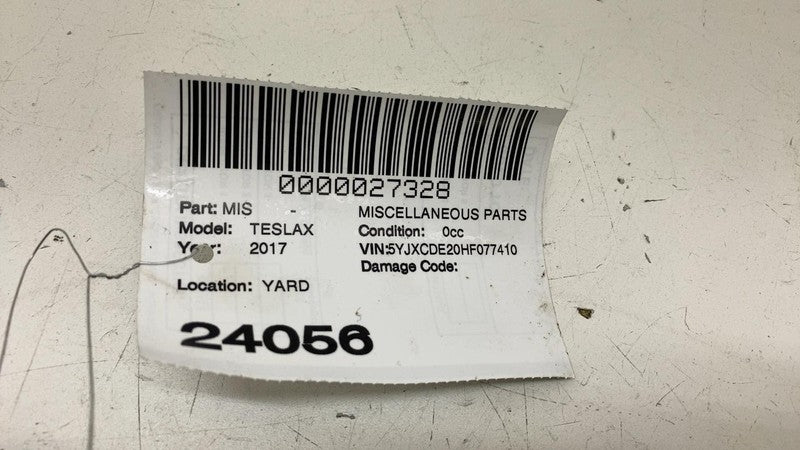 0000027328
Part: MIS - MISCELLANEOUS PARTS
Model: TESLAX Condition: 0cc
Year: 2017 VIN:5YJXCDE20HF077410
Damage Code:
Location: YARD
24056